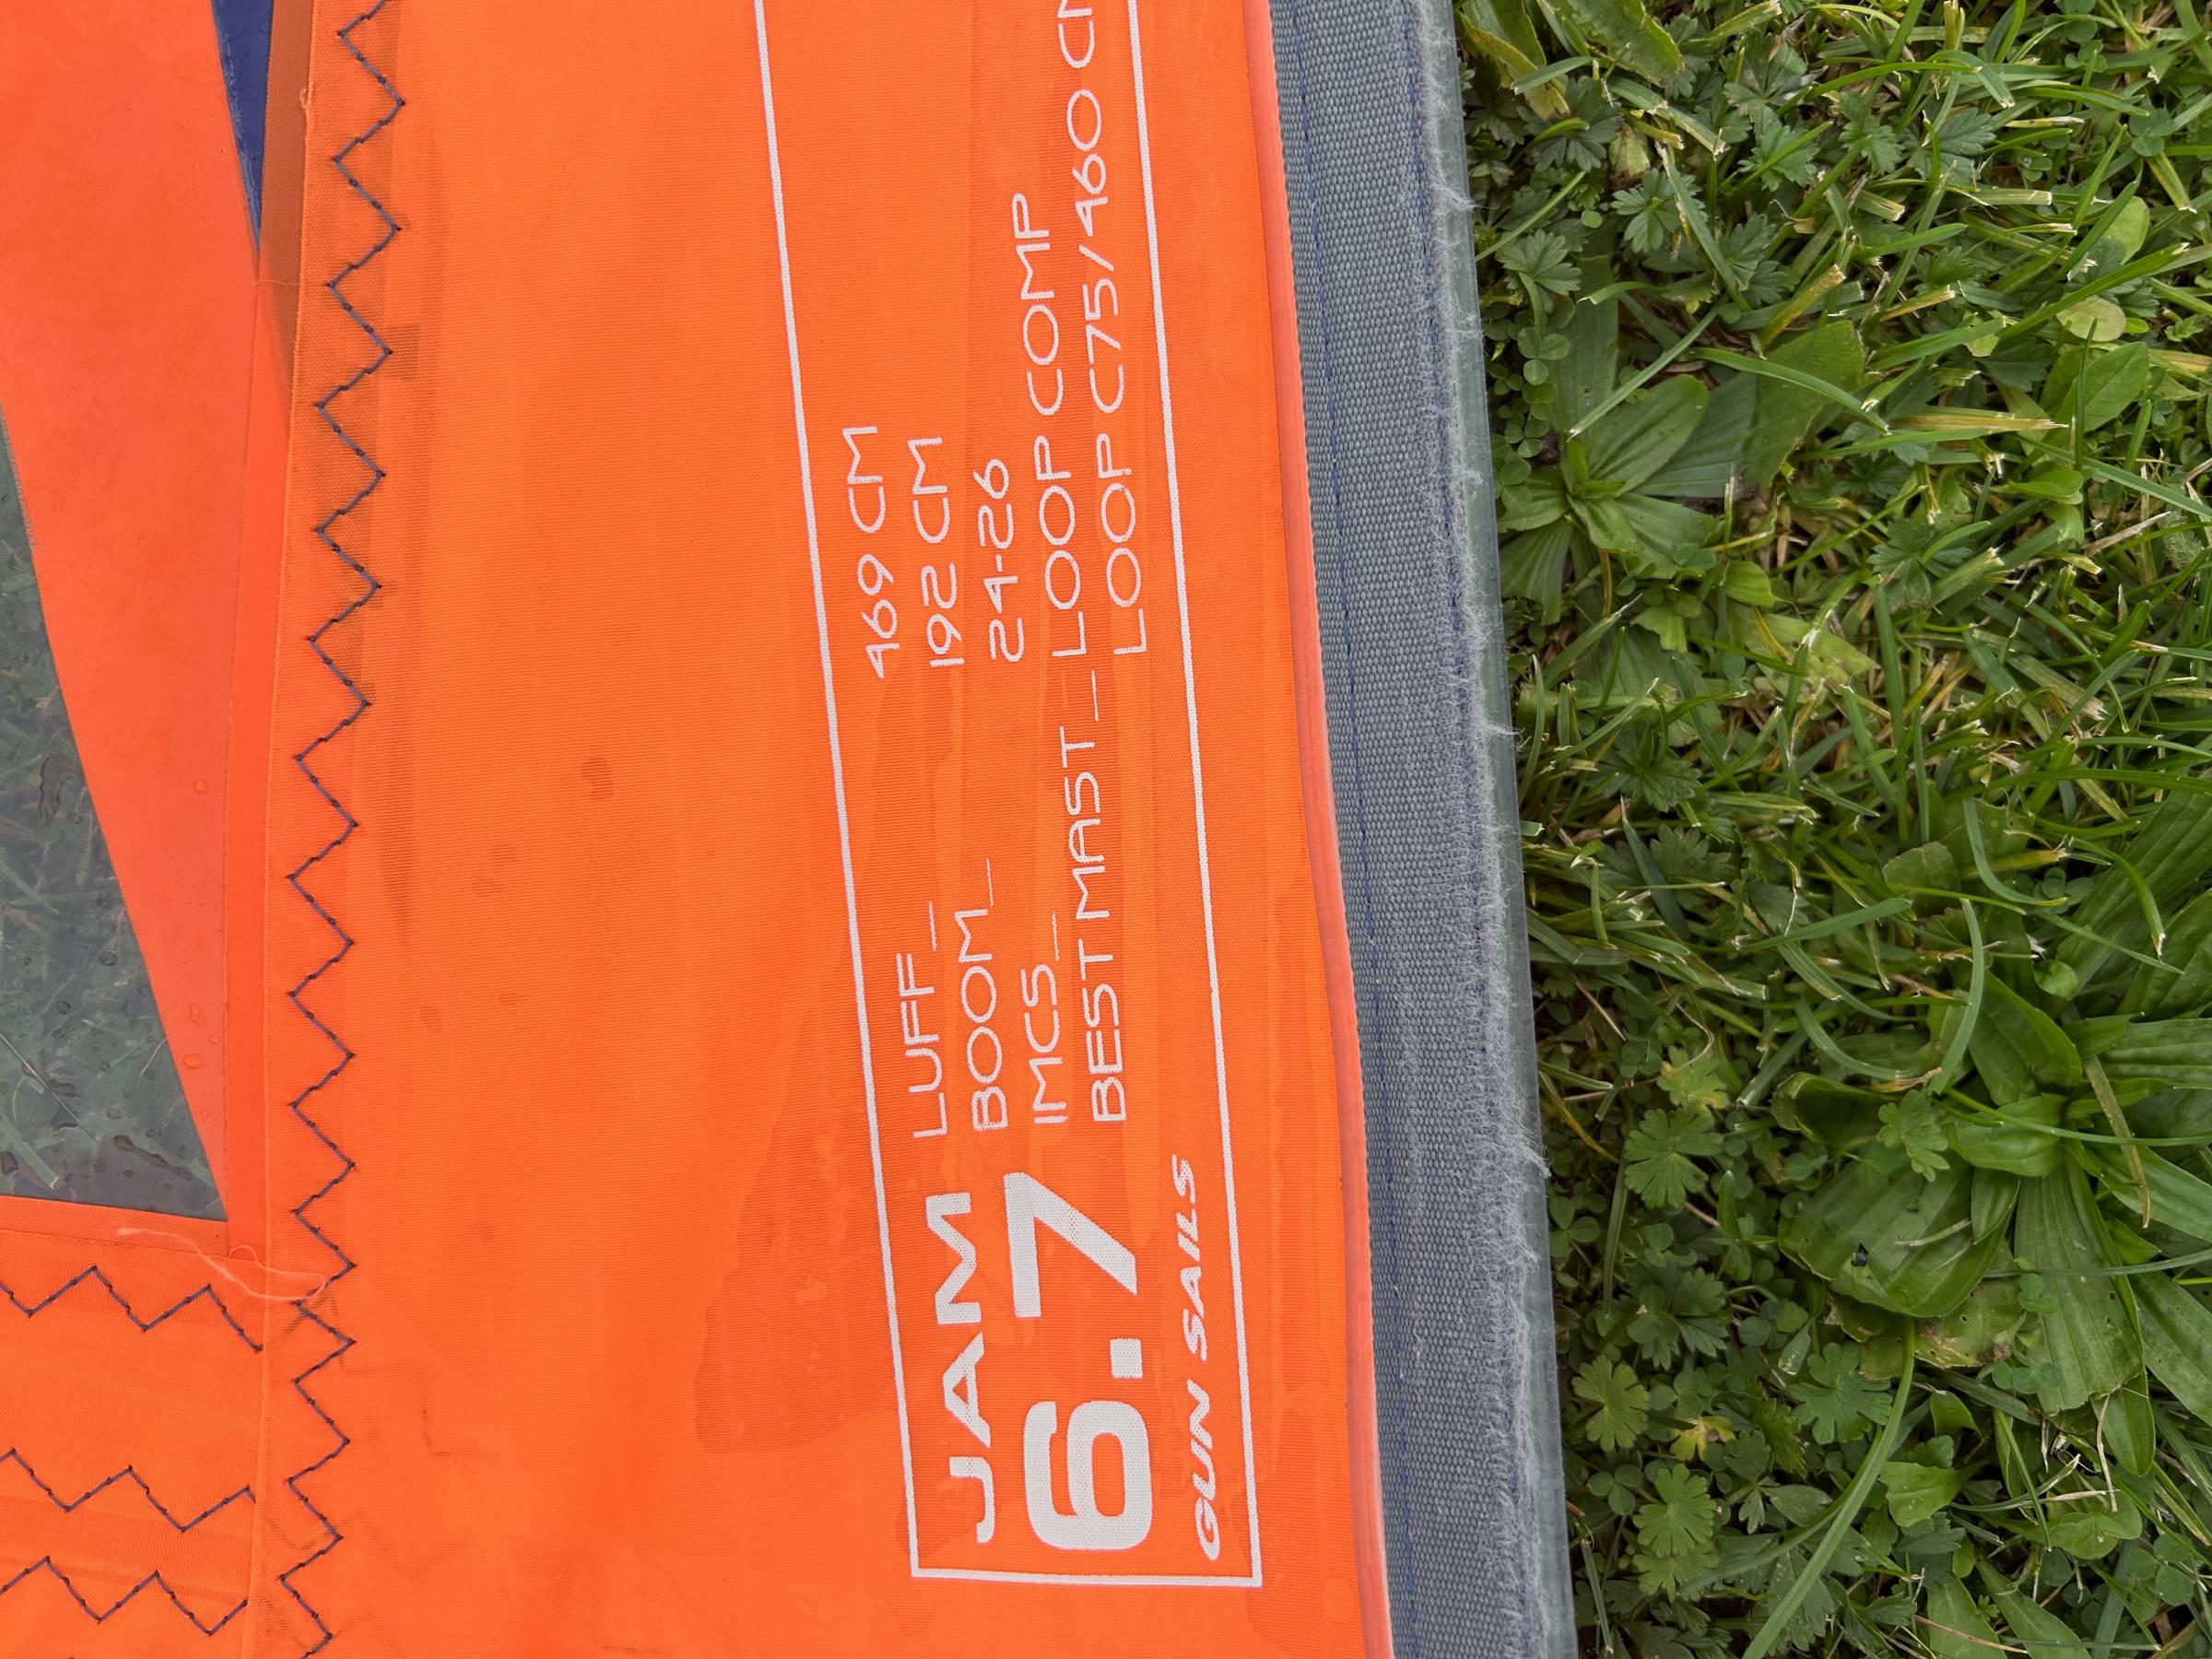 JAM
6.7
GUN SAILS
LUFF_ 469 CM
BOOM_ 192 CM
IMCS_ 24-26
BEST MAST_ LOOP COMP
LOOP C75/460 CM